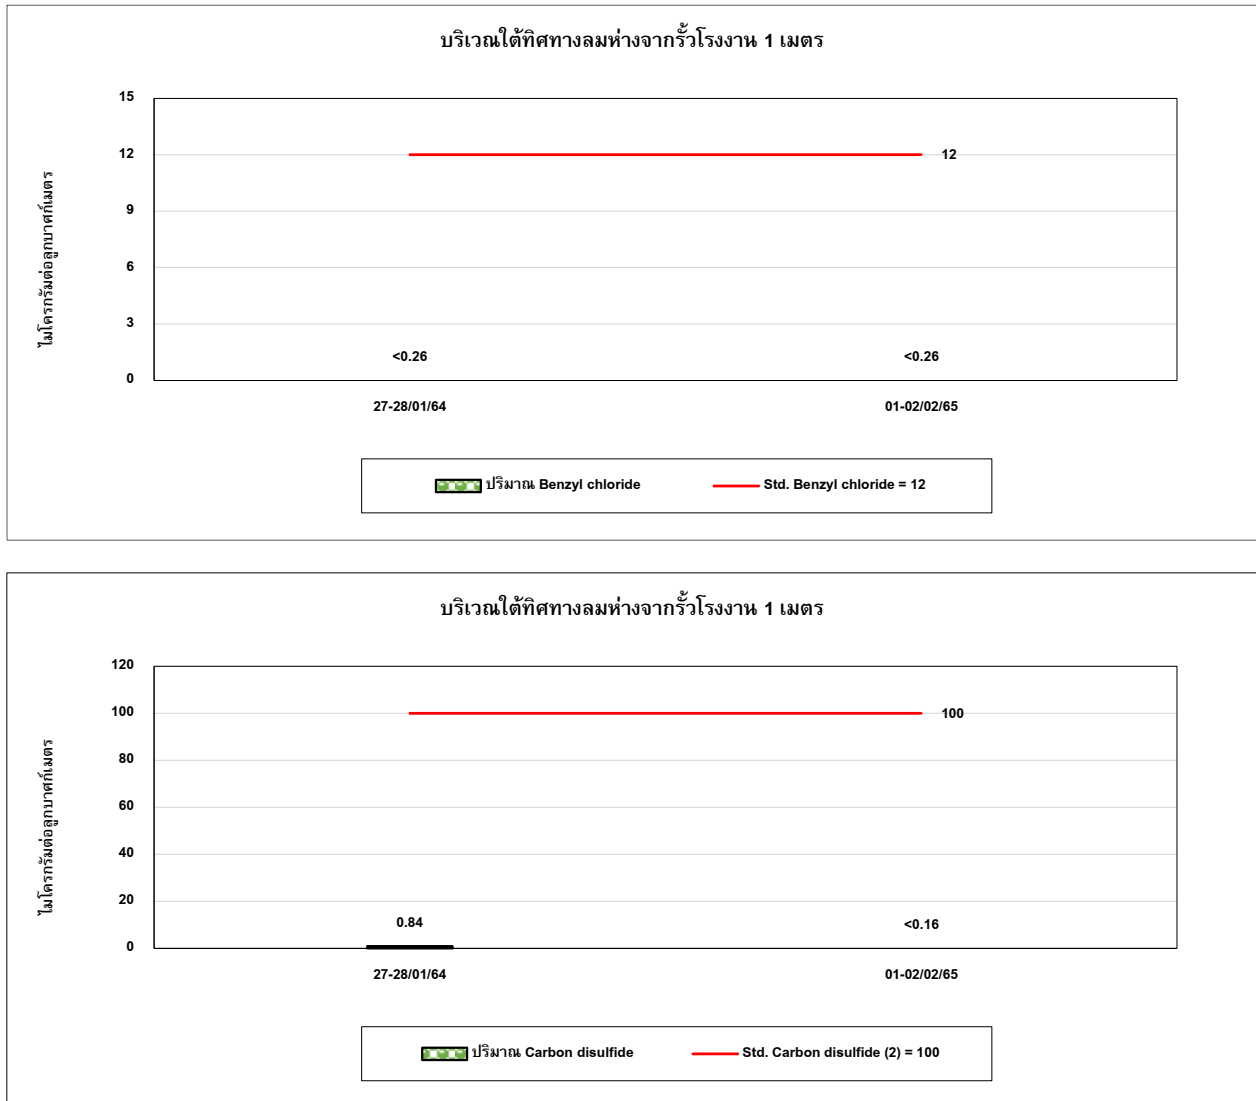 บริเวณใต้ทิศทางลมห่างจากรั้วโรงงาน 1 เมตร
ไมโครกรัมต่อลูกบาศก์เมตร
15
12
12
9
6
3
<0.26
<0.26
0
27-28/01/64
01-02/02/65
ปริมาณ Benzyl chloride
Std. Benzyl chloride = 12
บริเวณใต้ทิศทางลมห่างจากรั้วโรงงาน 1 เมตร
ไมโครกรัมต่อลูกบาศก์เมตร
120
100
100
80
60
40
20
0.84
<0.16
0
27-28/01/64
01-02/02/65
ปริมาณ Carbon disulfide
Std. Carbon disulfide (2) = 100